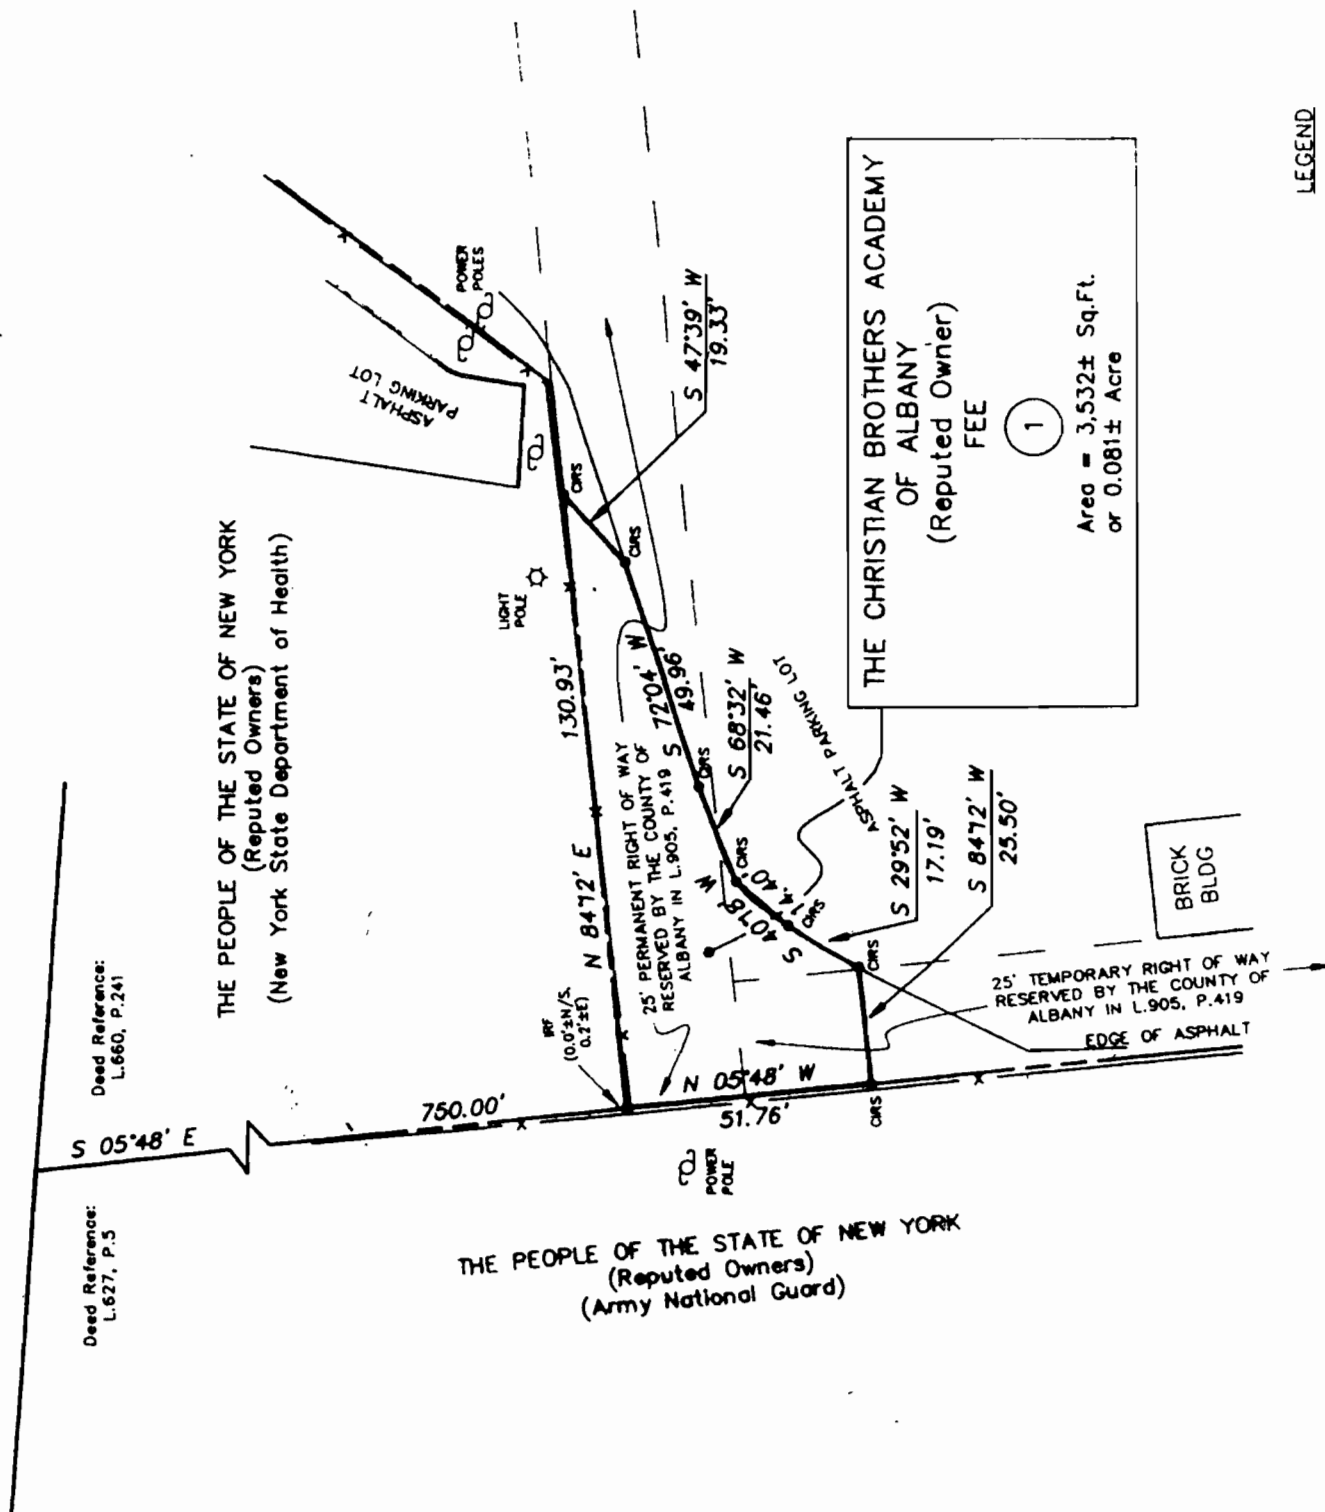 Deed Reference:
L.660, P.241
Deed Reference:
L.627, P.5
S 05°48' E
750.00'
THE PEOPLE OF THE STATE OF NEW YORK
(Reputed Owners)
(New York State Department of Health)
ASPHALT
PARKING LOT
POWER
POLES
LIGHT
POLE
130.93'
N 84°12' E
IRF
(0.0'±N/S,
0.2'±E)
25' PERMANENT RIGHT OF WAY
RESERVED BY THE COUNTY OF
ALBANY IN L.905, P.419
CIRS
S 47°39' W
19.33'
CIRS
S 72°04' W
49.96'
CIRS
S 68°32' W
21.46'
CIRS
S 40°18' W
14.40'
CIRS
S 29°52' W
17.19'
CIRS
S 84°12' W
25.50'
CIRS
N 05°48' W
51.76'
ASPHALT PARKING LOT
THE CHRISTIAN BROTHERS ACADEMY
OF ALBANY
(Reputed Owner)
FEE
1
Area = 3,532± Sq.Ft.
or 0.081± Acre
BRICK
BLDG
25' TEMPORARY RIGHT OF WAY
RESERVED BY THE COUNTY OF
ALBANY IN L.905, P.419
EDGE OF ASPHALT
POWER
POLE
THE PEOPLE OF THE STATE OF NEW YORK
(Reputed Owners)
(Army National Guard)
LEGEND